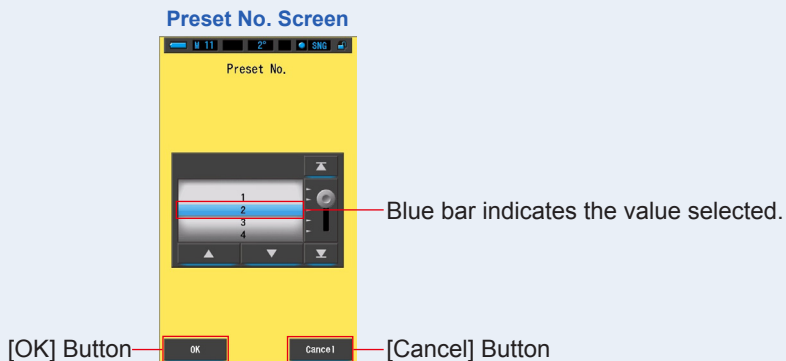 Preset No. Screen
M 11 2° SNG
Preset No.
1
2
3
4
Blue bar indicates the value selected.
[OK] Button
OK
Cancel
[Cancel] Button